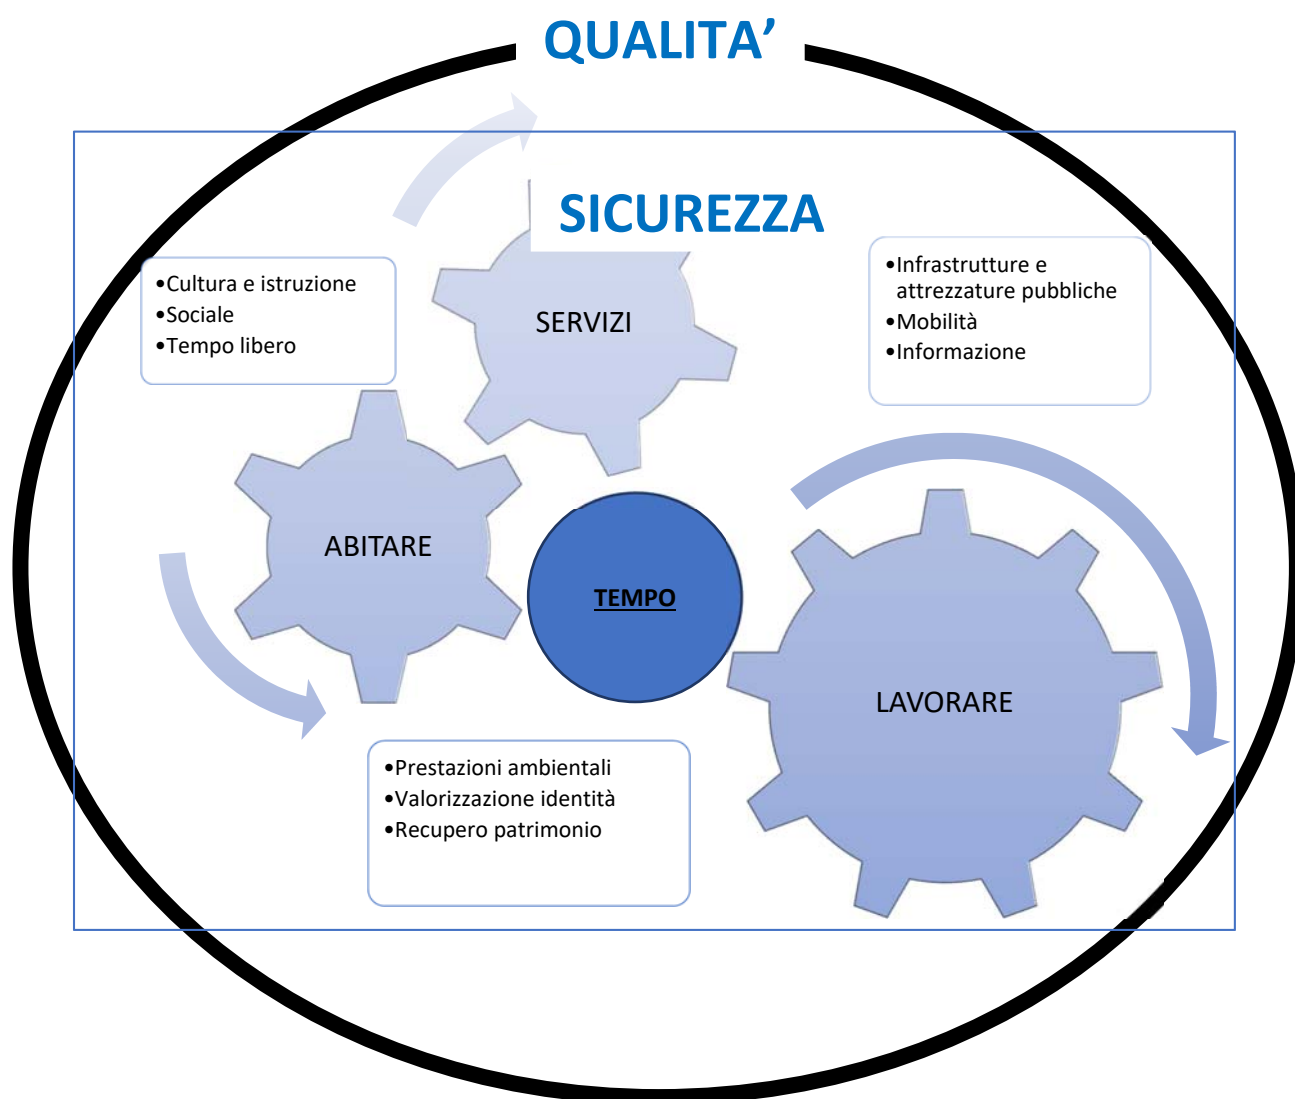 QUALITA’
SICUREZZA
•Cultura e istruzione
•Sociale
•Tempo libero
SERVIZI
•Infrastrutture e
attrezzature pubbliche
•Mobilità
•Informazione
ABITARE
TEMPO
LAVORARE
•Prestazioni ambientali
•Valorizzazione identità
•Recupero patrimonio